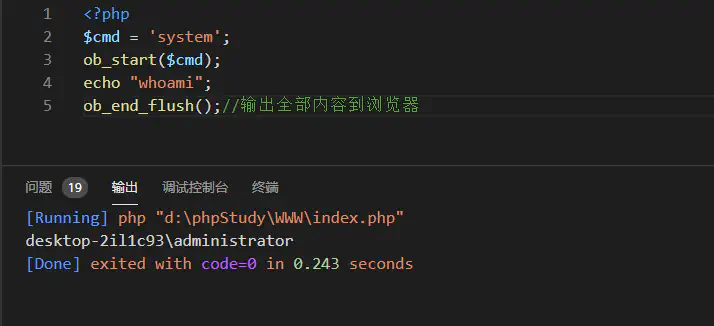 1 <?php
2 $cmd = 'system';
3 ob_start($cmd);
4 echo "whoami";
5 ob_end_flush();//输出全部内容到浏览器
问题 19 输出 调试控制台 终端
[Running] php "d:\phpStudy\WWW\index.php"
desktop-2il1c93\administrator
[Done] exited with code=0 in 0.243 seconds